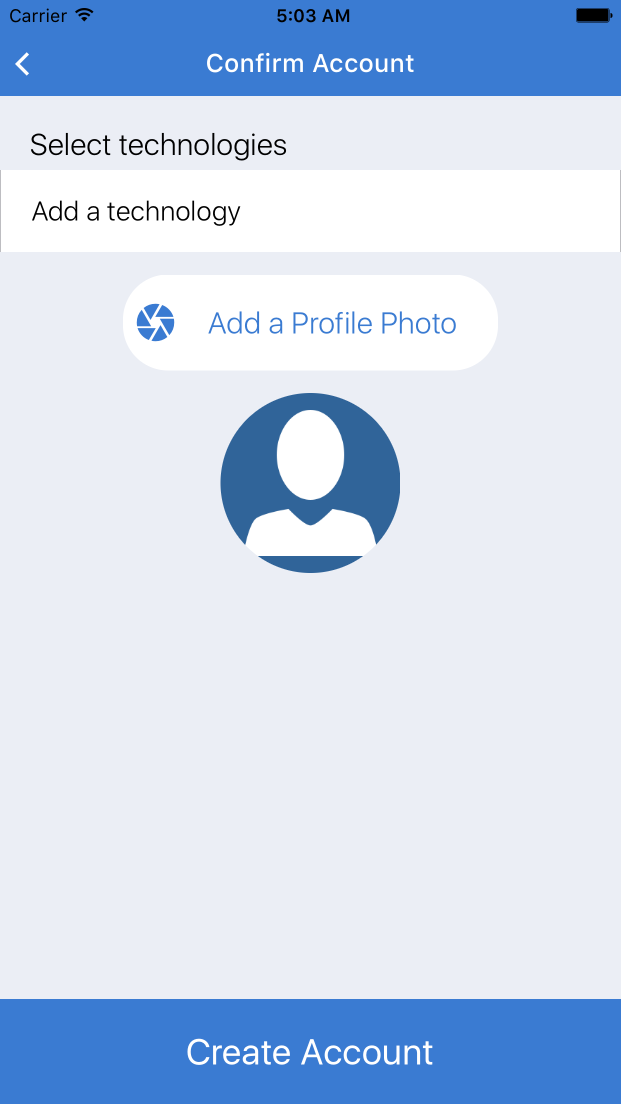 Carrier 5:03 AM
Confirm Account
Select technologies
Add a technology
Add a Profile Photo
Create Account